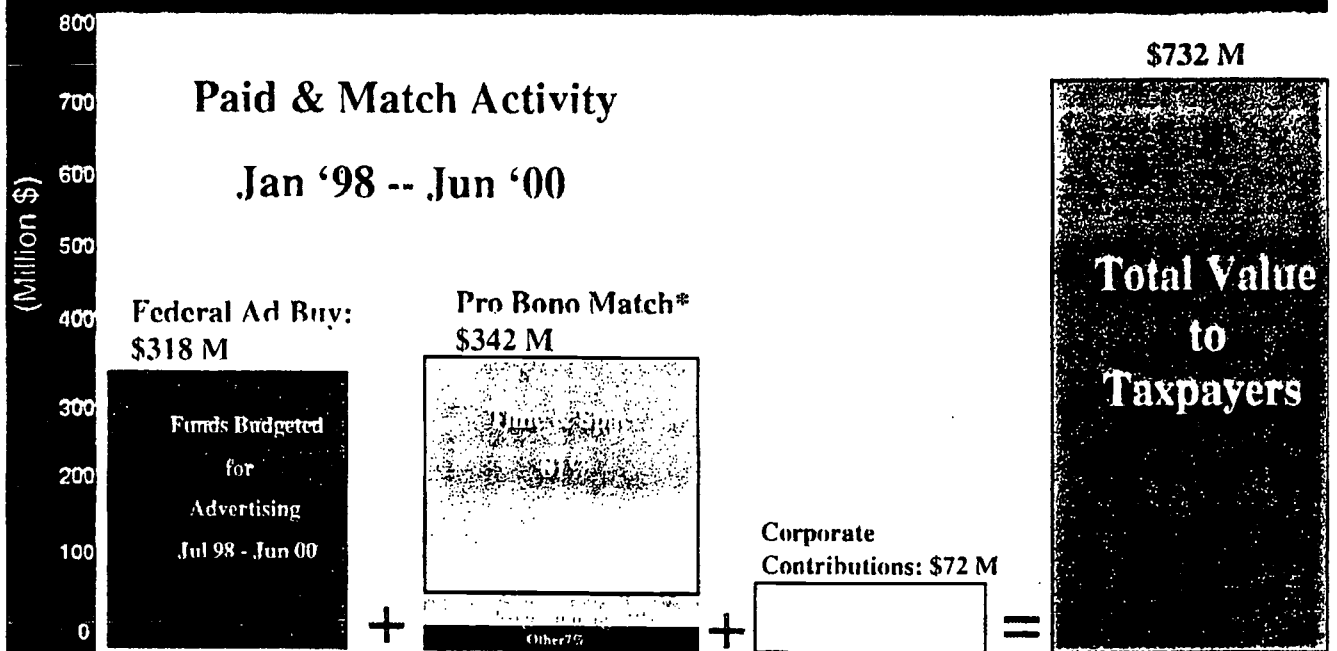 800
700
600
500
400
300
200
100
0
(Million $)
Paid & Match Activity
Jan ‘98 -- Jun ‘00
Federal Ad Buy:
$318 M
Funds Budgeted
for
Advertising
Jul 98 - Jun 00
+
Pro Bono Match*
$342 M
Other 7%
+
Corporate
Contributions: $72 M
=
$732 M
Total Value
to
Taxpayers